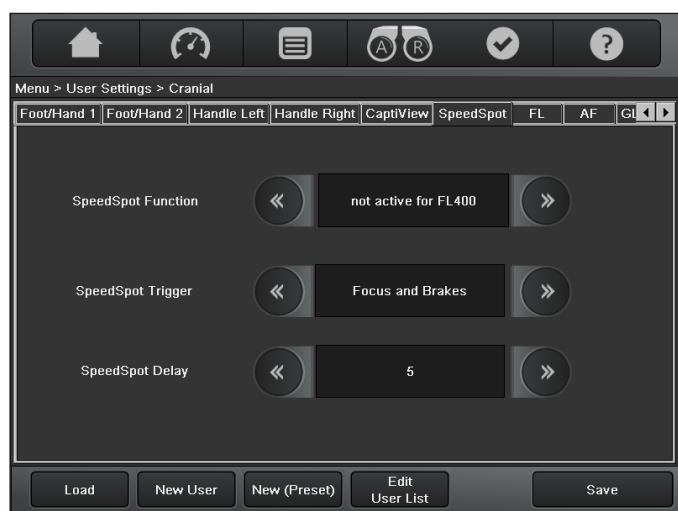 A R ?
Menu > User Settings > Cranial
Foot/Hand 1 Foot/Hand 2 Handle Left Handle Right CaptiView SpeedSpot FL AF
SpeedSpot Function « not active for FL400 »
SpeedSpot Trigger « Focus and Brakes »
SpeedSpot Delay « 5 »
Load New User New (Preset) Edit User List Save